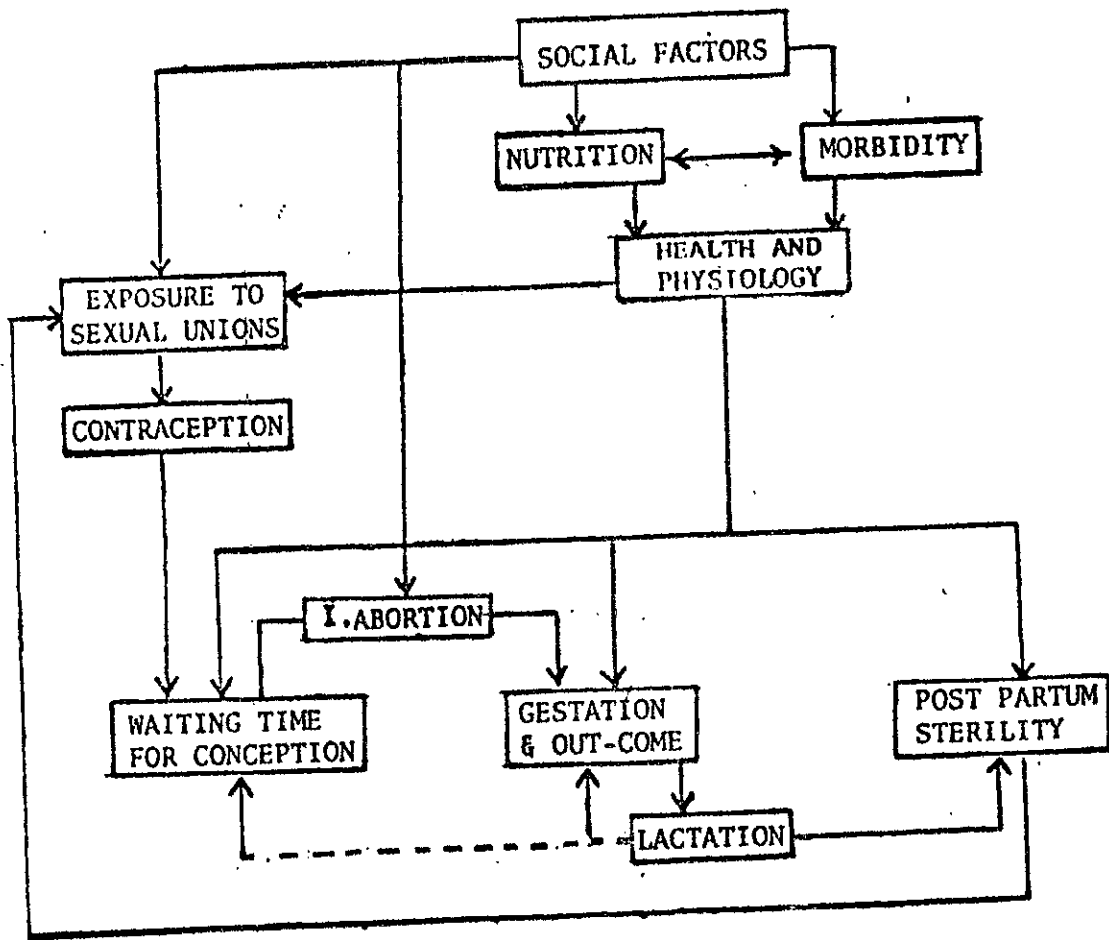 SOCIAL FACTORS
NUTRITION
MORBIDITY
HEALTH AND
PHYSIOLOGY
EXPOSURE TO
SEXUAL UNIONS
CONTRACEPTION
I.ABORTION
WAITING TIME
FOR CONCEPTION
GESTATION
& OUT-COME
POST PARTUM
STERILITY
LACTATION